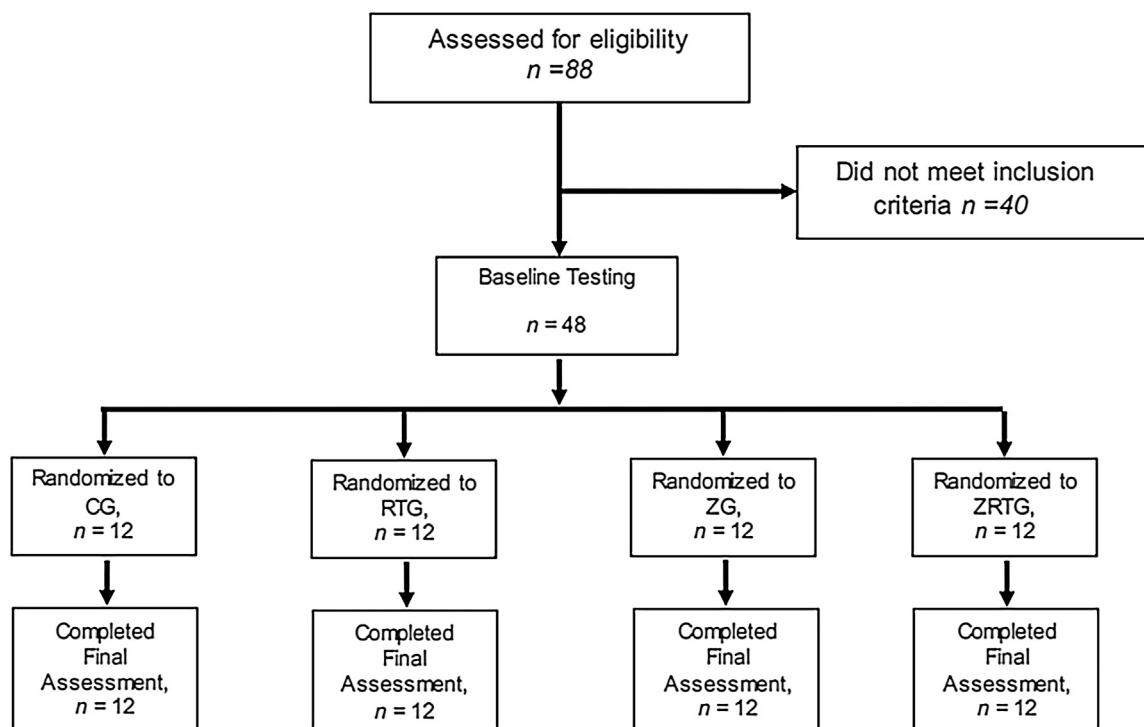 Assessed for eligibility
n =88
Did not meet inclusion
criteria n =40
Baseline Testing
n = 48
Randomized to
CG,
n = 12
Randomized to
RTG,
n = 12
Randomized to
ZG,
n = 12
Randomized to
ZRTG,
n = 12
Completed
Final
Assessment,
n = 12
Completed
Final
Assessment,
n = 12
Completed
Final
Assessment,
n = 12
Completed
Final
Assessment,
n = 12